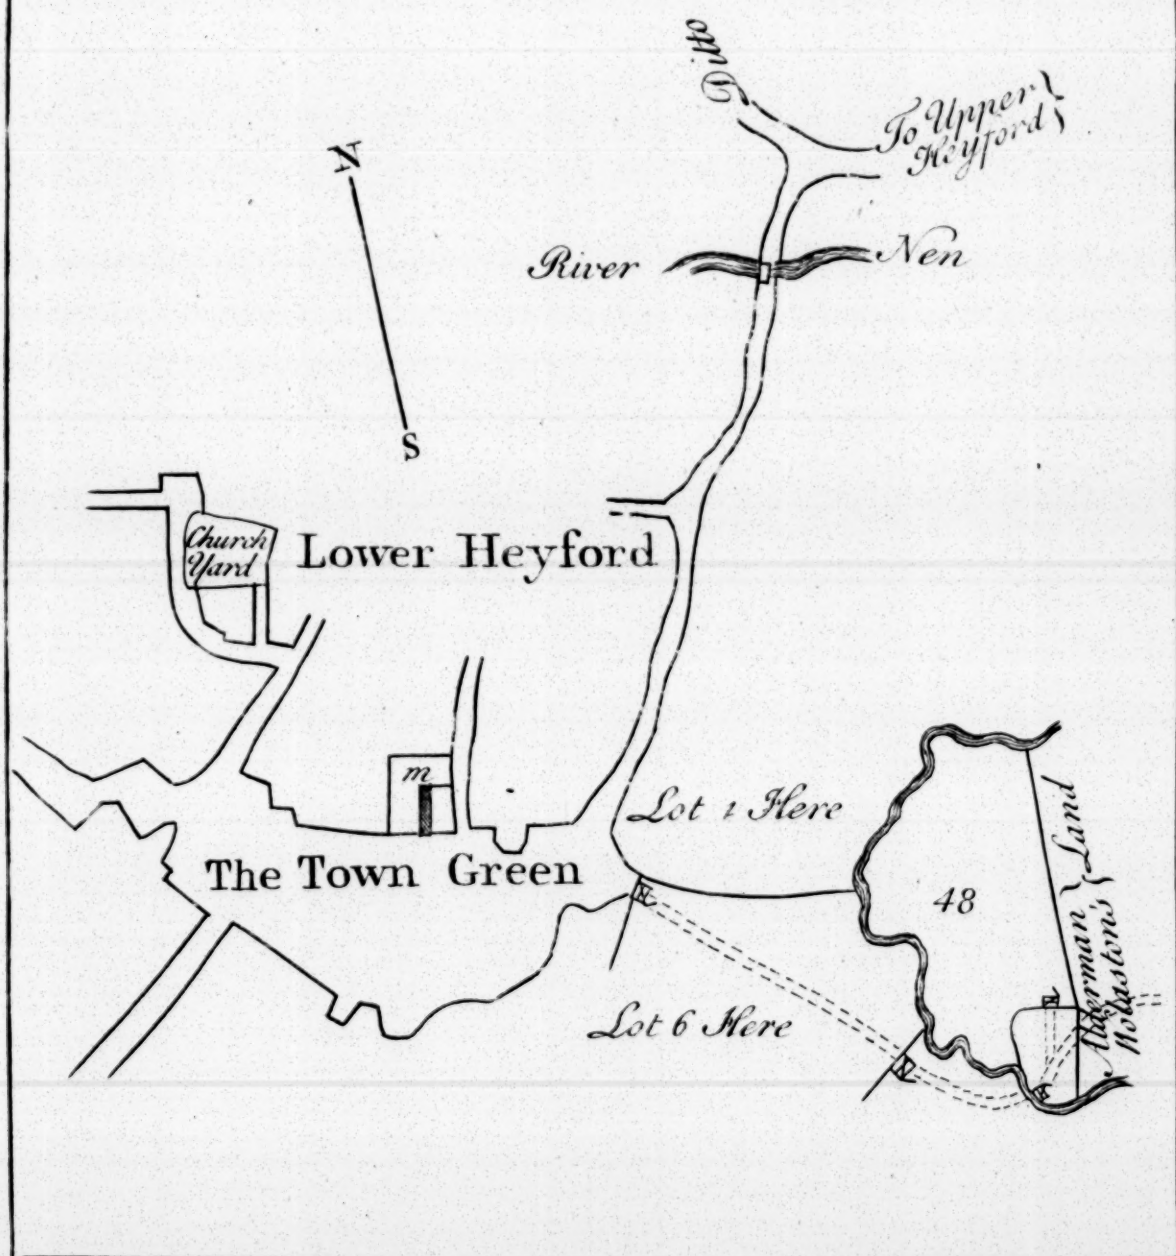 Ditto
To Upper
Heyford
N
River Nen
S
Church
Yard
Lower Heyford
m
Lot 1 Here
The Town Green
48
Alderman
Wolaston's
Land
Lot 6 Here